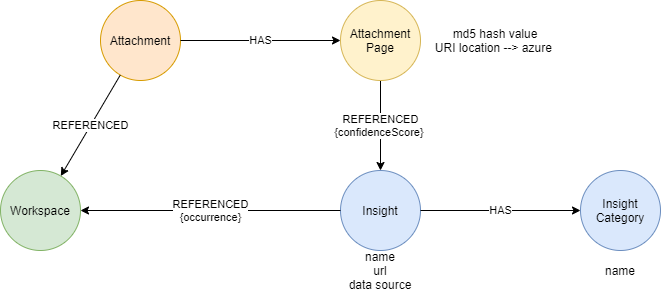 Attachment
HAS
Attachment
Page
md5 hash value
URI location --> azure
REFERENCED
REFERENCED
{confidenceScore}
Workspace
REFERENCED
{occurrence}
Insight
HAS
Insight
Category
name
url
data source
name